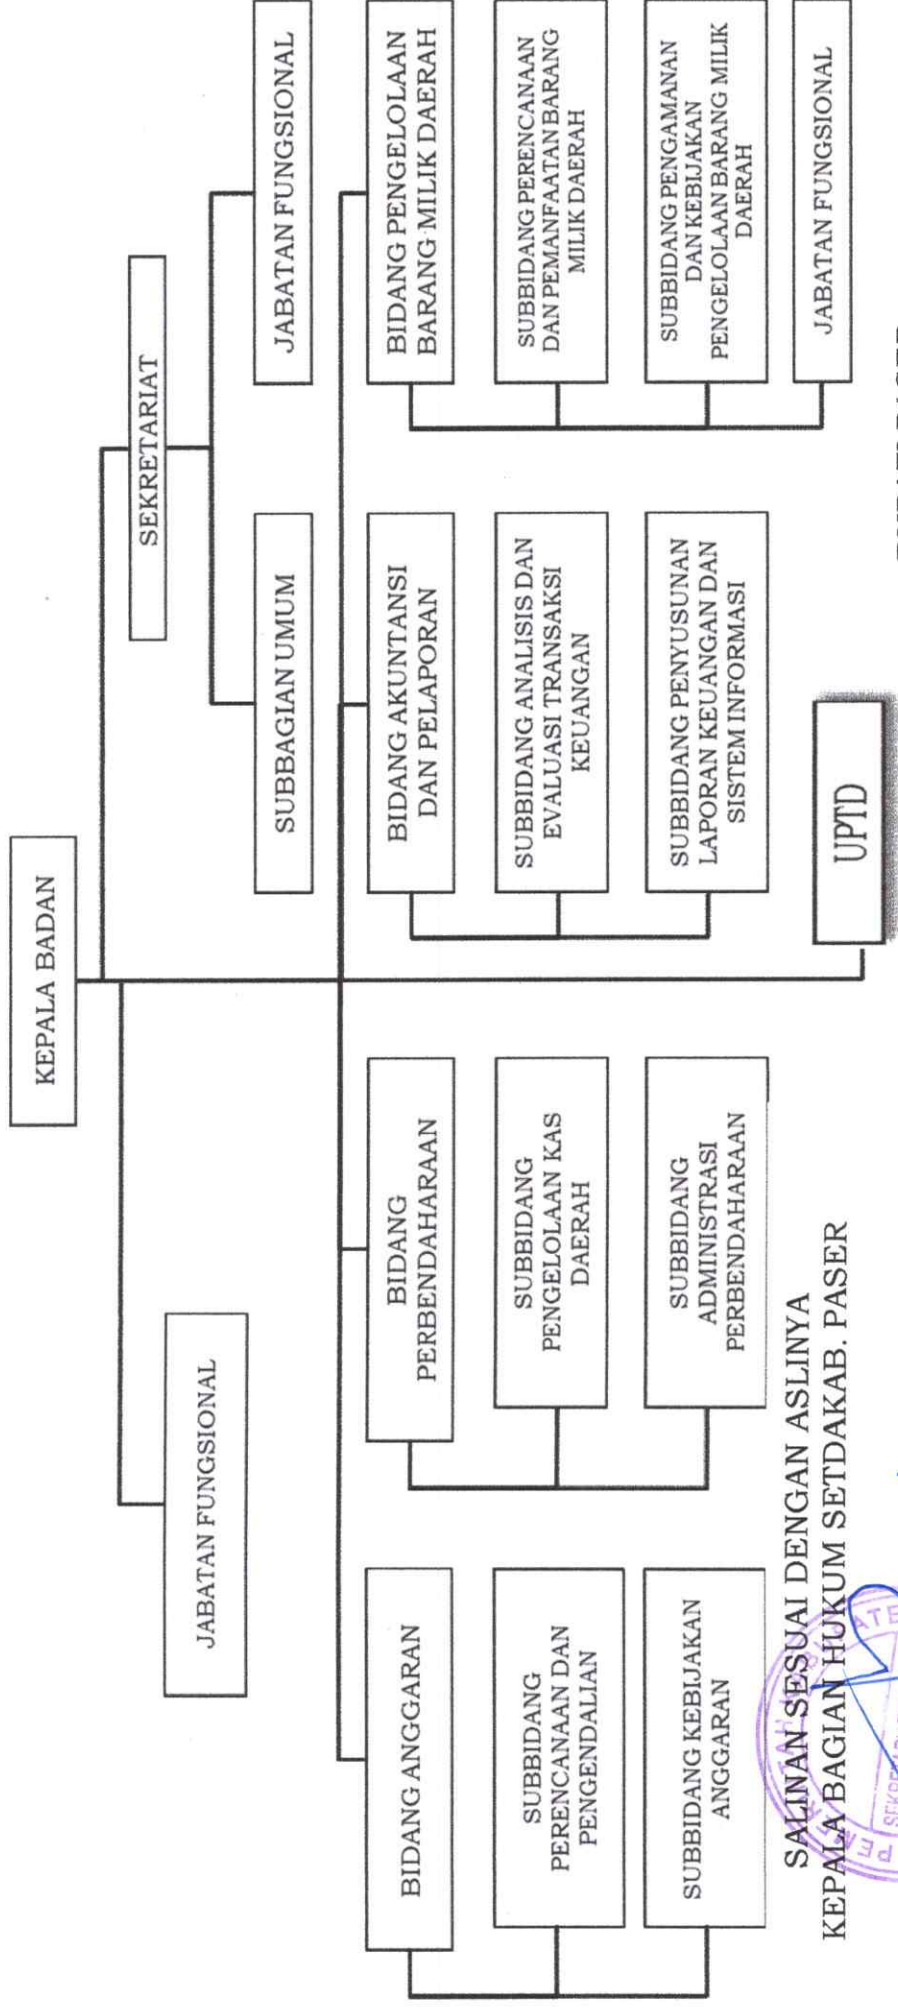 KEPALA BADAN
SEKRETARIAT
JABATAN FUNGSIONAL
SUBBAGIAN UMUM
JABATAN FUNGSIONAL
BIDANG ANGGARAN
SUBBIDANG
PERENCANAAN DAN
PENGENDALIAN
SUBBIDANG KEBIJAKAN
ANGGARAN
BIDANG
PERBENDAHARAAN
SUBBIDANG
PENGELOLAAN KAS
DAERAH
SUBBIDANG
ADMINISTRASI
PERBENDAHARAAN
BIDANG AKUNTANSI
DAN PELAPORAN
SUBBIDANG ANALISIS DAN
EVALUASI TRANSAKSI
KEUANGAN
SUBBIDANG PENYUSUNAN
LAPORAN KEUANGAN DAN
SISTEM INFORMASI
BIDANG PENGELOLAAN
BARANG MILIK DAERAH
SUBBIDANG PERENCANAAN
DAN PEMANFAATAN BARANG
MILIK DAERAH
SUBBIDANG PENGAMANAN
DAN KEBIJAKAN
PENGELOLAAN BARANG MILIK
DAERAH
JABATAN FUNGSIONAL
UPTD
SALINAN SESUAI DENGAN ASLINYA
KEPALA BAGIAN HUKUM SETDAKAB. PASER